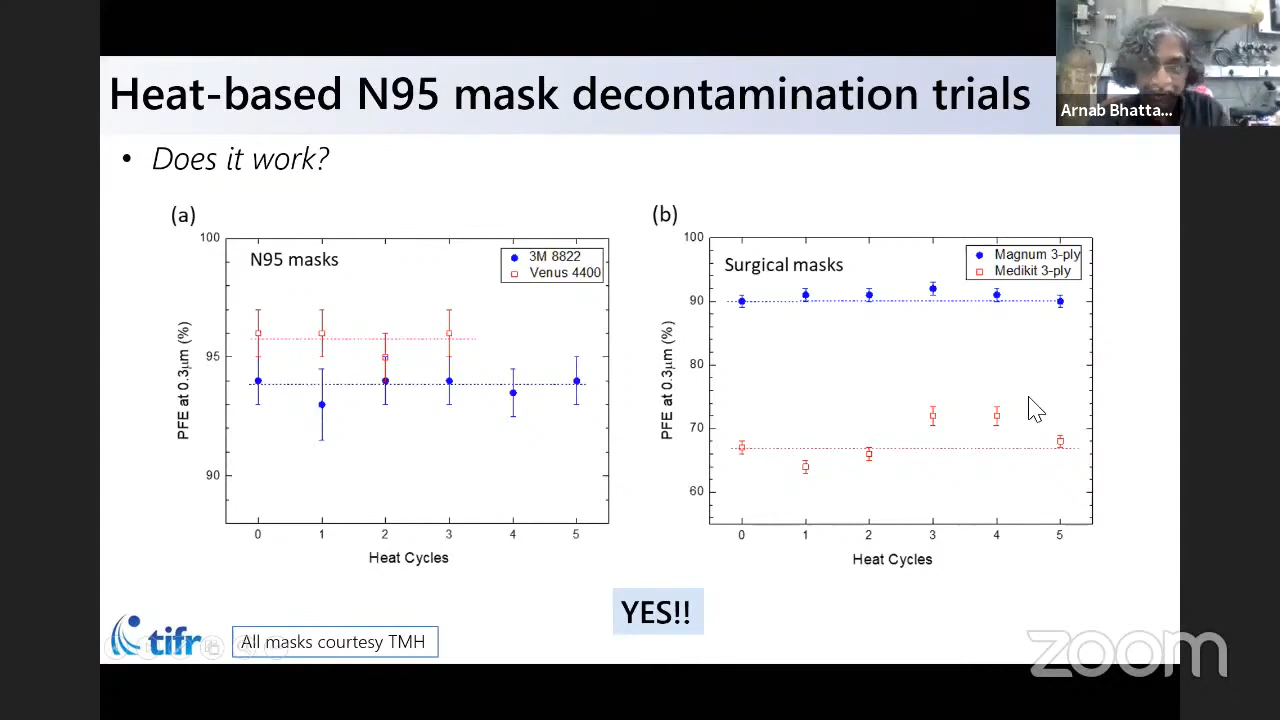 Heat-based N95 mask decontamination trials
Arnab Bhatta...
• Does it work?
(a)
N95 masks
3M 8822
Venus 4400
100
95
90
PFE at 0.3μm (%)
0 1 2 3 4 5
Heat Cycles
(b)
Surgical masks
Magnum 3-ply
Medikit 3-ply
100
90
80
70
60
PFE at 0.3μm (%)
0 1 2 3 4 5
Heat Cycles
YES!!
tifr
All masks courtesy TMH
zoom